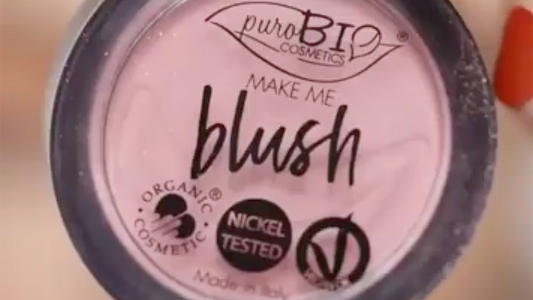 puroBIO®
COSMETICS
MAKE ME
blush
ORGANIC
COSMETIC
®
NICKEL
TESTED
Made in Italy